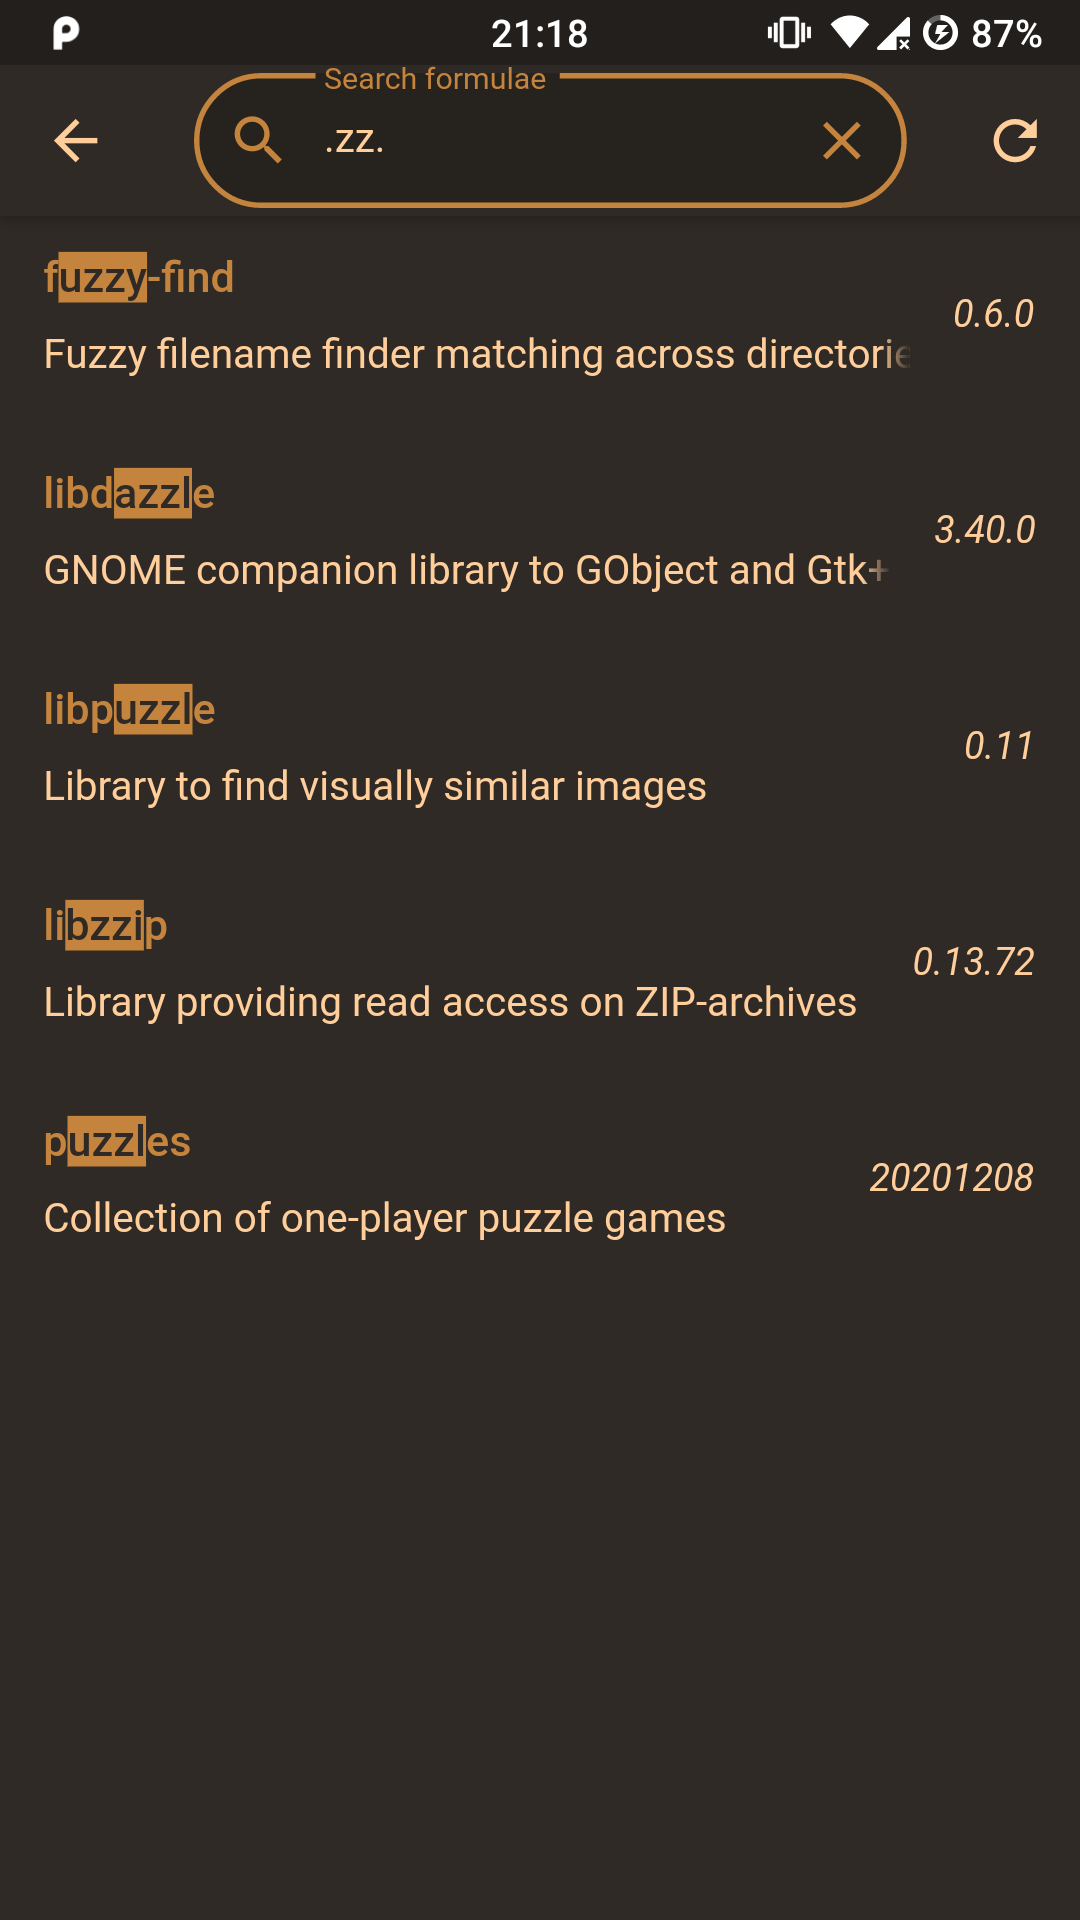 21:18
87%
Search formulae
.zz.
fuzzy-find
0.6.0
Fuzzy filename finder matching across directorie
libdazzle
3.40.0
GNOME companion library to GObject and Gtk+
libpuzzle
0.11
Library to find visually similar images
libzzip
0.13.72
Library providing read access on ZIP-archives
puzzles
20201208
Collection of one-player puzzle games